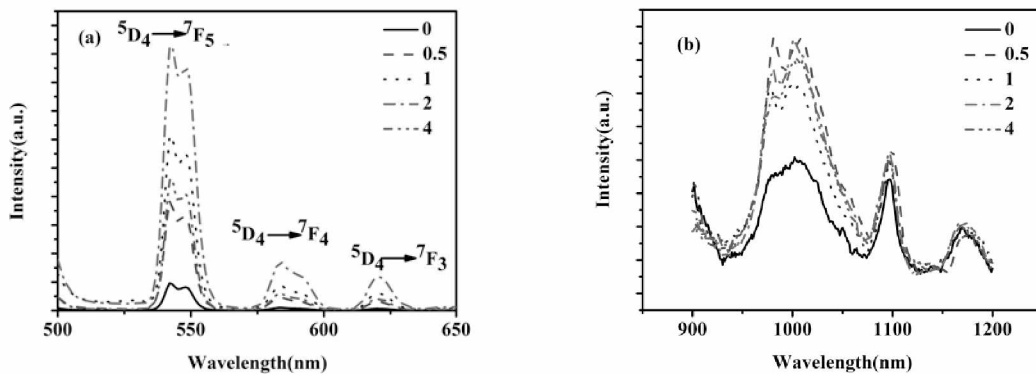 (a)
⁵D₄→⁷F₅
0
0.5
1
2
4
⁵D₄→⁷F₄
⁵D₄→⁷F₃
Intensity(a.u.)
500 550 600 650
Wavelength(nm)
(b)
0
0.5
1
2
4
Intensity(a.u.)
900 1000 1100 1200
Wavelength(nm)